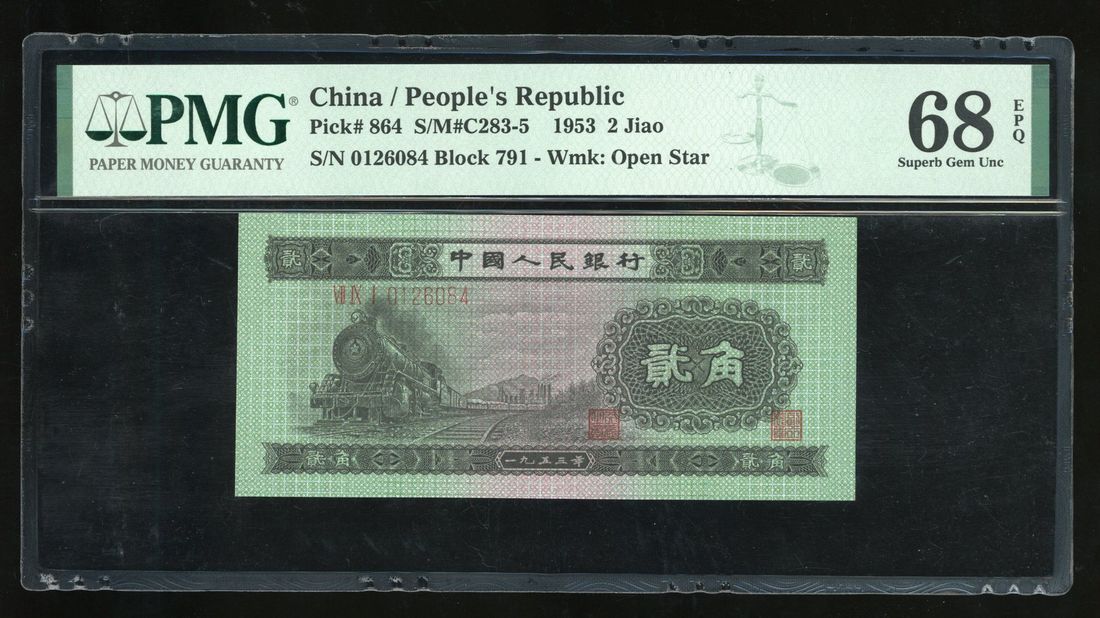 PMG®
PAPER MONEY GUARANTY
China / People's Republic
Pick# 864 S/M#C283-5 1953 2 Jiao
S/N 0126084 Block 791 - Wmk: Open Star
68
EPQ
Superb Gem Unc
貳 中國人民銀行 貳
VII IX I 0126084
貳角
貳角 一九五三年 貳角